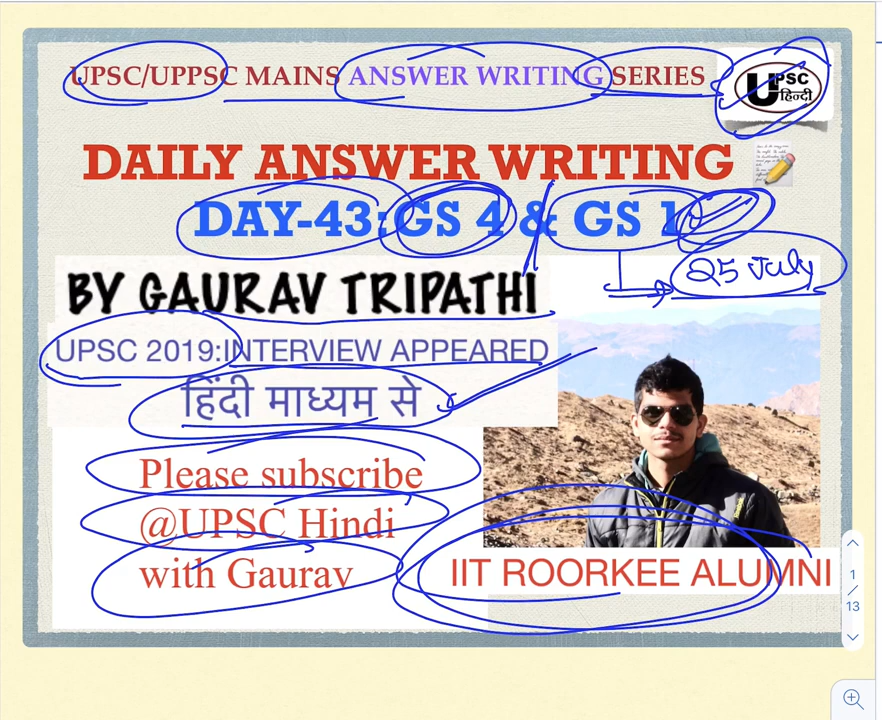 UPSC/UPPSC MAINS ANSWER WRITING SERIES
UPSC
हिन्दी
DAILY ANSWER WRITING
DAY-43:GS 4 & GS 1
25 July
BY GAURAV TRIPATHI
UPSC 2019:INTERVIEW APPEARED
हिंदी माध्यम से
Please subscribe
@UPSC Hindi
with Gaurav
IIT ROORKEE ALUMNI
1
/
13